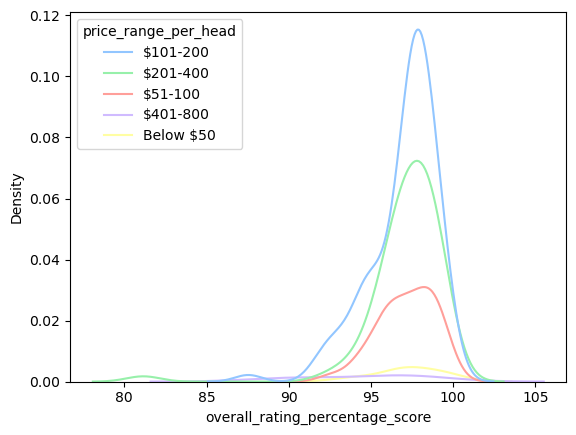 price_range_per_head
$101-200
$201-400
$51-100
$401-800
Below $50
0.12
0.10
0.08
0.06
0.04
0.02
0.00
Density
80 85 90 95 100 105
overall_rating_percentage_score